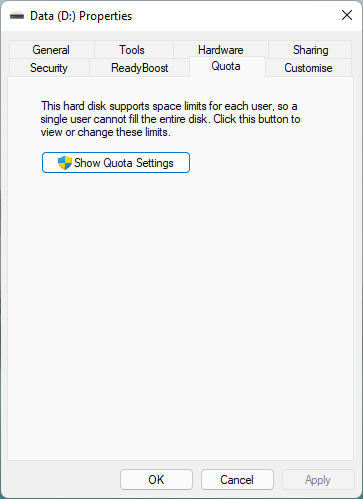 Data (D:) Properties
General Tools Hardware Sharing
Security ReadyBoost Quota Customise
This hard disk supports space limits for each user, so a
single user cannot fill the entire disk. Click this button to
view or change these limits.
Show Quota Settings
OK Cancel Apply